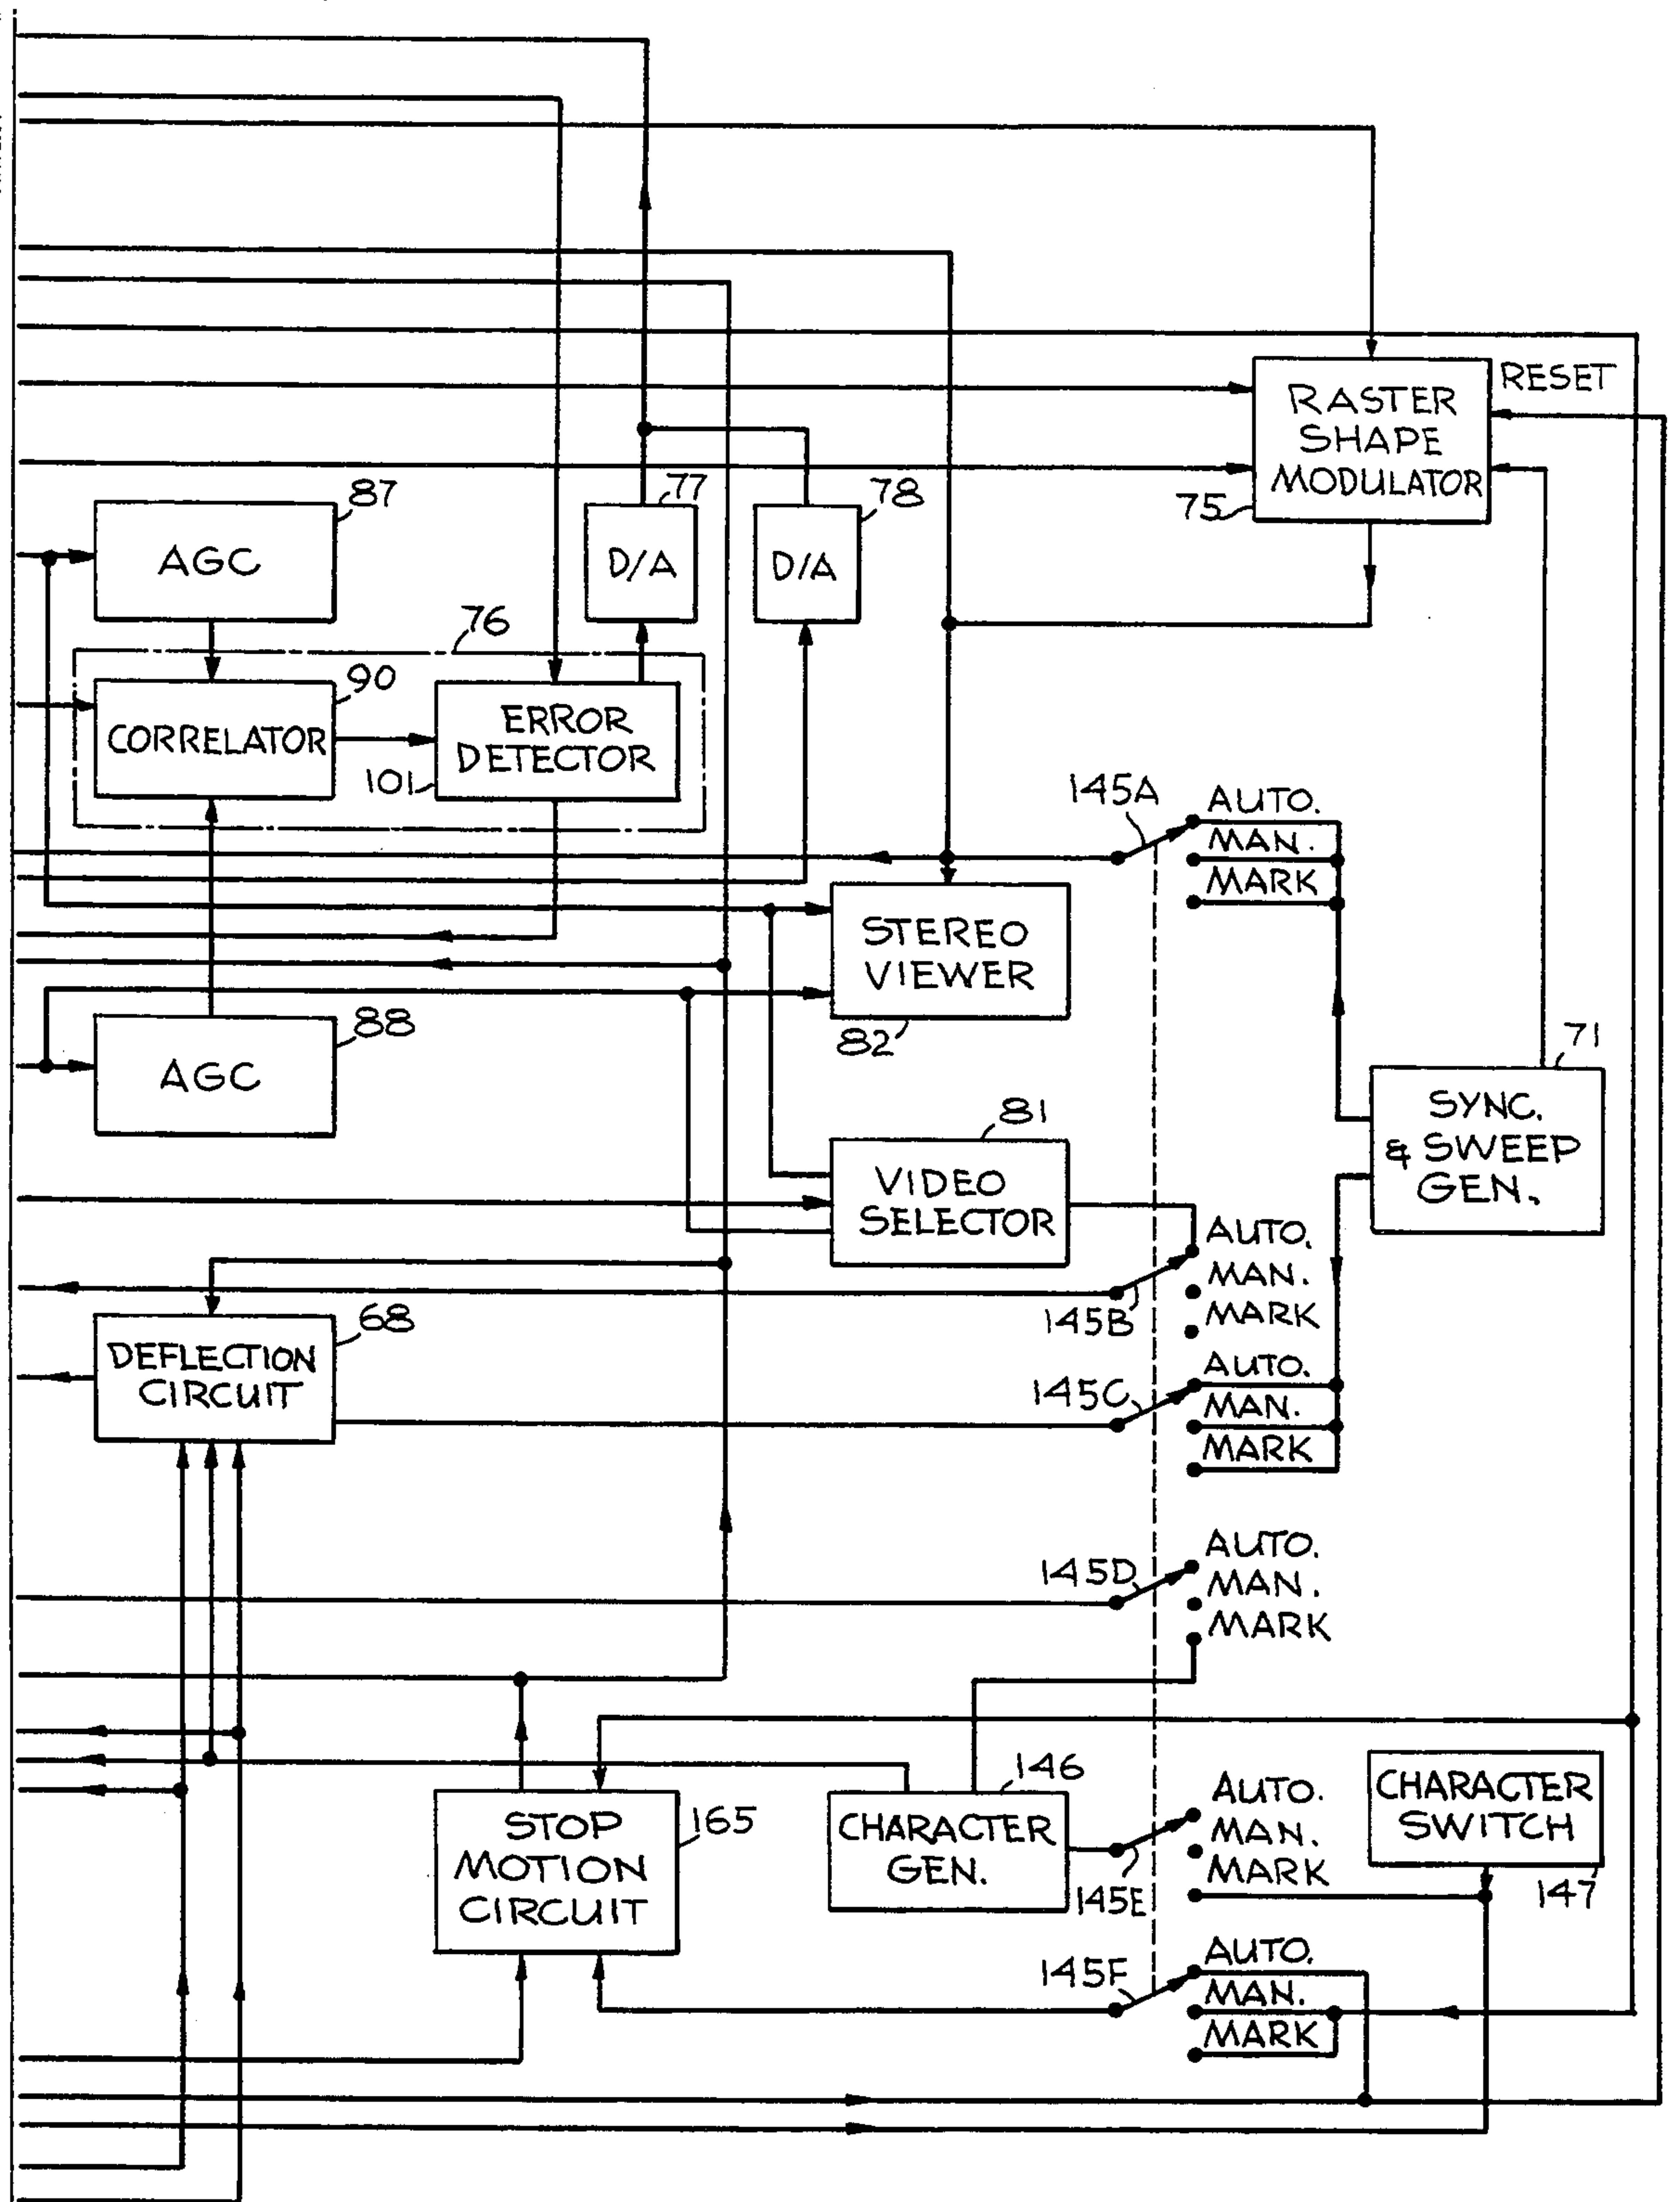 RESET
RASTER
SHAPE
MODULATOR
75
87
AGC
77
D/A
78
D/A
76
90
CORRELATOR
ERROR
DETECTOR
101
145A
AUTO.
MAN.
MARK
STEREO
VIEWER
82
88
AGC
71
SYNC.
& SWEEP
GEN.
81
VIDEO
SELECTOR
AUTO.
MAN.
MARK
145B
68
DEFLECTION
CIRCUIT
145C
AUTO.
MAN.
MARK
145D
AUTO.
MAN.
MARK
STOP
MOTION
CIRCUIT
165
146
CHARACTER
GEN.
145E
AUTO.
MAN.
MARK
CHARACTER
SWITCH
147
145F
AUTO.
MAN.
MARK